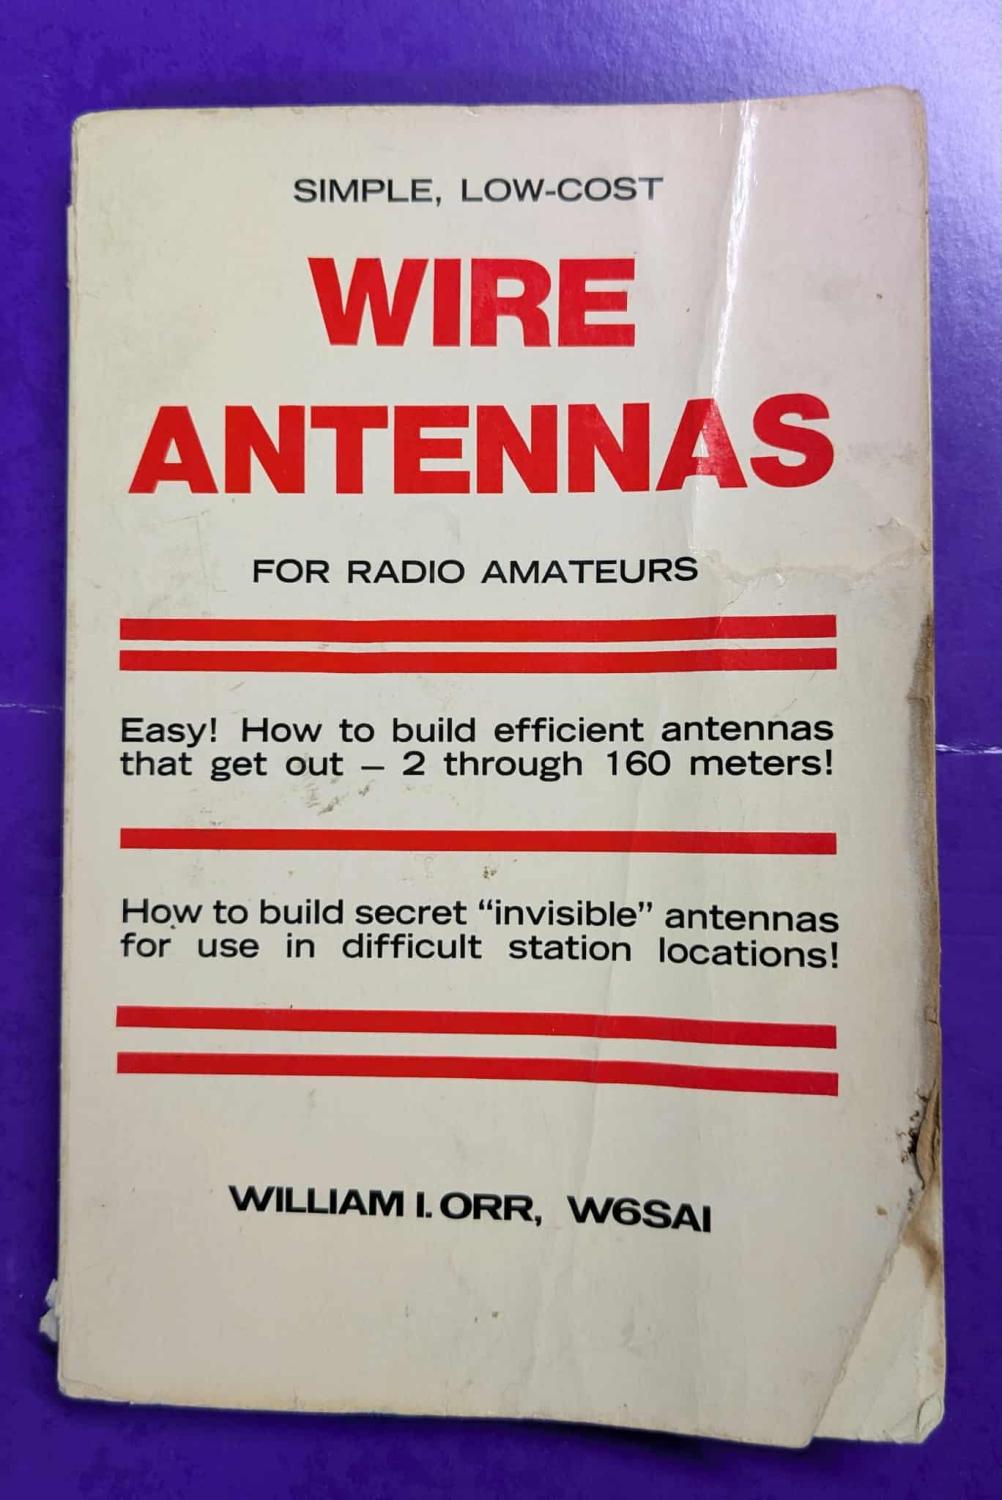 SIMPLE, LOW-COST
WIRE
ANTENNAS
FOR RADIO AMATEURS
Easy! How to build efficient antennas
that get out – 2 through 160 meters!
How to build secret “invisible” antennas
for use in difficult station locations!
WILLIAM I. ORR, W6SAI